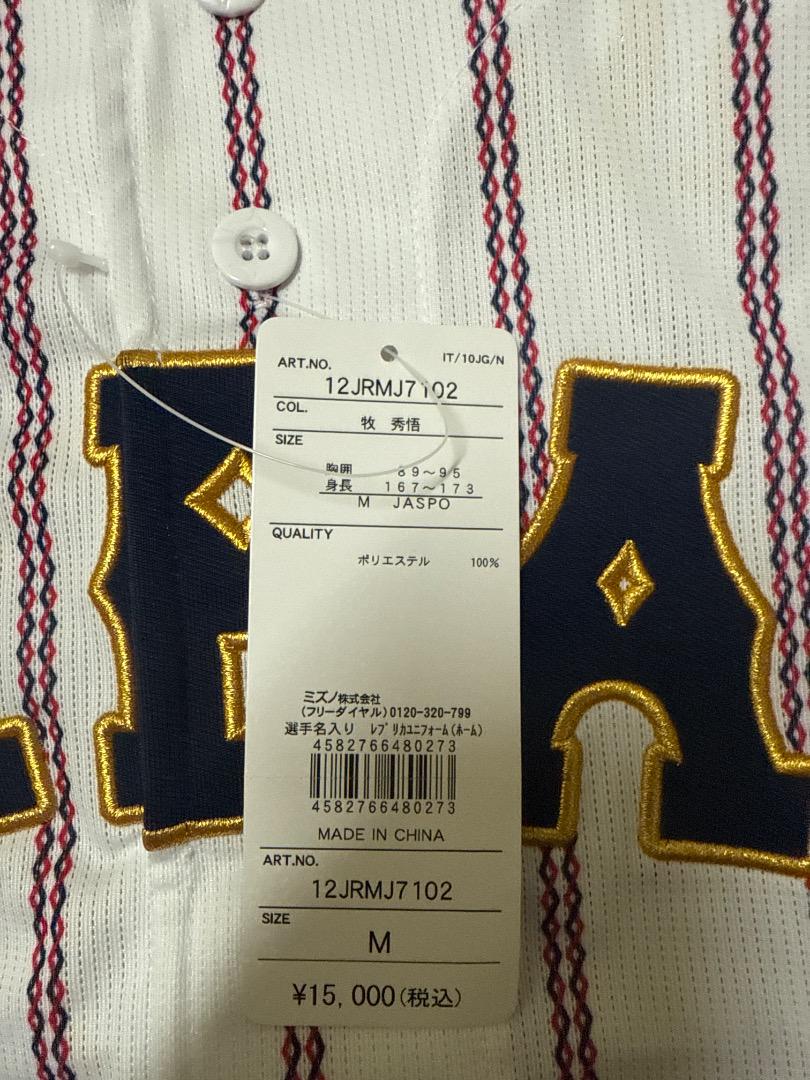 IT/10JG/N
ART.NO.
12JRMJ7102
COL.
牧 秀悟
SIZE
胸囲 89～95
身長 167～173
M JASPO
QUALITY
ポリエステル 100%
ミズノ株式会社
(フリーダイヤル)0120-320-799
選手名入り ﾚﾌﾟﾘｶﾕﾆﾌｫｰﾑ(ﾎｰﾑ)
4582766480273
4582766480273
MADE IN CHINA
ART.NO.
12JRMJ7102
SIZE
M
¥15,000(税込)
A